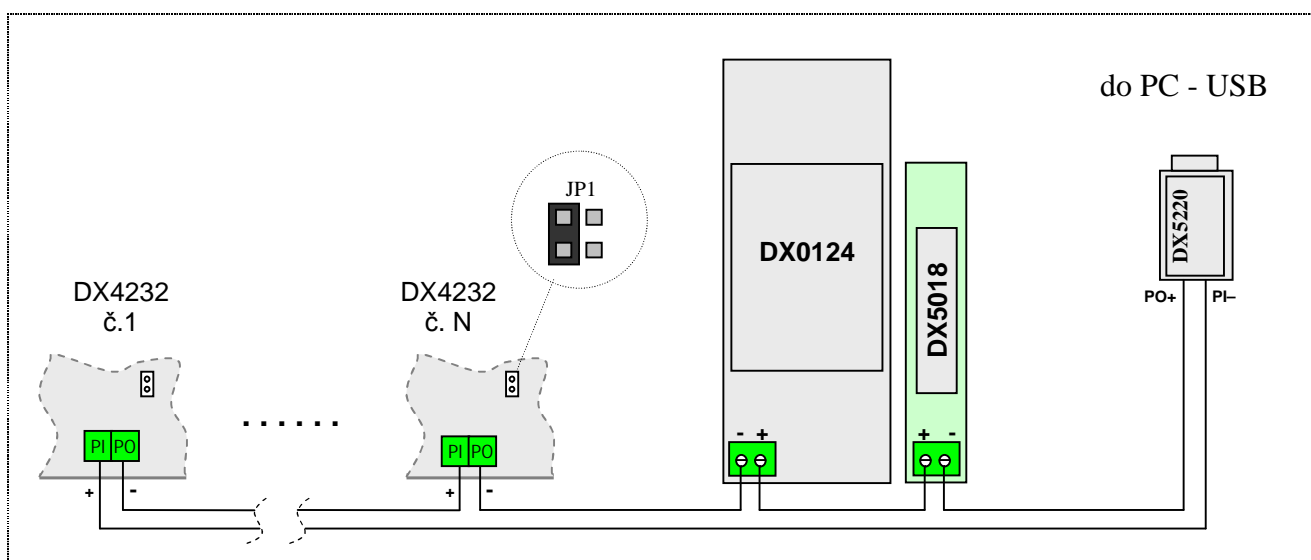 do PC - USB
JP1
DX4232
č.1
DX4232
č. N
DX0124
DX5018
DX5220
PO+ PI–
. . . . . .
- +
+ -
PI PO
PI PO
+ -
+ -